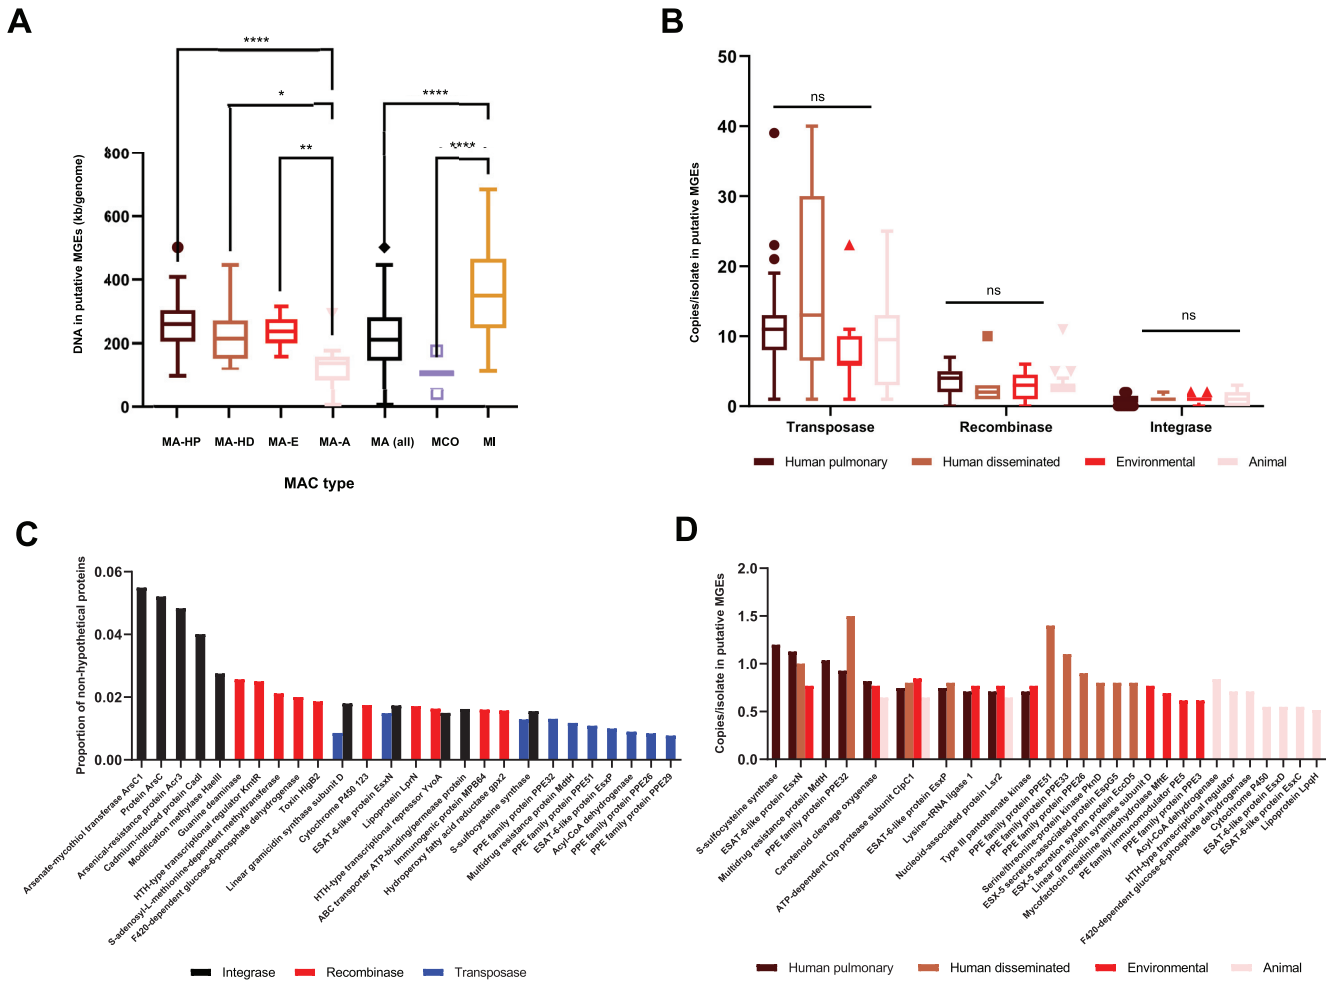 A
****
*
****
**
****
DNA in putative MGEs (kb/genome)
800
600
400
200
0
MA-HP
MA-HD
MA-E
MA-A
MA (all)
MCO
MI
MAC type
B
Copies/isolate in putative MGEs
50
40
30
20
10
0
ns
ns
ns
Transposase
Recombinase
Integrase
Human pulmonary
Human disseminated
Environmental
Animal
C
Proportion of non-hypothetical proteins
0.06
0.04
0.02
0.00
Arsenate-mycothiol transferase ArsC1
Protein ArsC
Arsenical-resistance protein Acr3
Cadmium-induced protein CadI
Modification methylase HaeIII
Guanine deaminase
HTH-type transcriptional regulator KmtR
S-adenosyl-L-methionine-dependent methyltransferase
F420-dependent glucose-6-phosphate dehydrogenase
Toxin HigB2
Linear gramicidin synthase subunit D
Cytochrome P450 123
ESAT-6-like protein EsxN
Lipoprotein LprN
HTH-type transcriptional repressor YvoA
ABC transporter ATP-binding/permease protein
Immunogenic protein MPB64
Hydroperoxy fatty acid reductase gpx2
S-sulfocysteine synthase
PPE family protein PPE32
Multidrug resistance protein MdtH
PPE family protein PPE51
ESAT-6-like protein EsxP
Acyl-CoA dehydrogenase
PPE family protein PPE26
PPE family protein PPE29
Integrase
Recombinase
Transposase
D
Copies/isolate in putative MGEs
2.0
1.5
1.0
0.5
0.0
S-sulfocysteine synthase
ESAT-6-like protein EsxN
Multidrug resistance protein MdtH
PPE family protein PPE32
Carotenoid cleavage oxygenase
ATP-dependent Clp protease subunit ClpC1
ESAT-6-like protein EsxP
Lysine--tRNA ligase 1
Nucleoid-associated protein Lsr2
Type III pantothenate kinase
PPE family protein PPE51
PPE family protein PPE33
PPE family protein PPE26
Serine/threonine-protein kinase PknD
ESX-5 secretion-associated protein EspG5
ESX-5 secretion system protein EccD5
Linear gramicidin synthase subunit D
Mycofactocin creatinine amidohydrolase MftE
PE family immunomodulator PE5
PPE family protein PPE3
Acyl-CoA dehydrogenase
HTH-type transcriptional regulator
F420-dependent glucose-6-phosphate dehydrogenase
Cytochrome P450
ESAT-6-like protein EsxD
ESAT-6-like protein EsxC
Lipoprotein LpqH
Human pulmonary
Human disseminated
Environmental
Animal